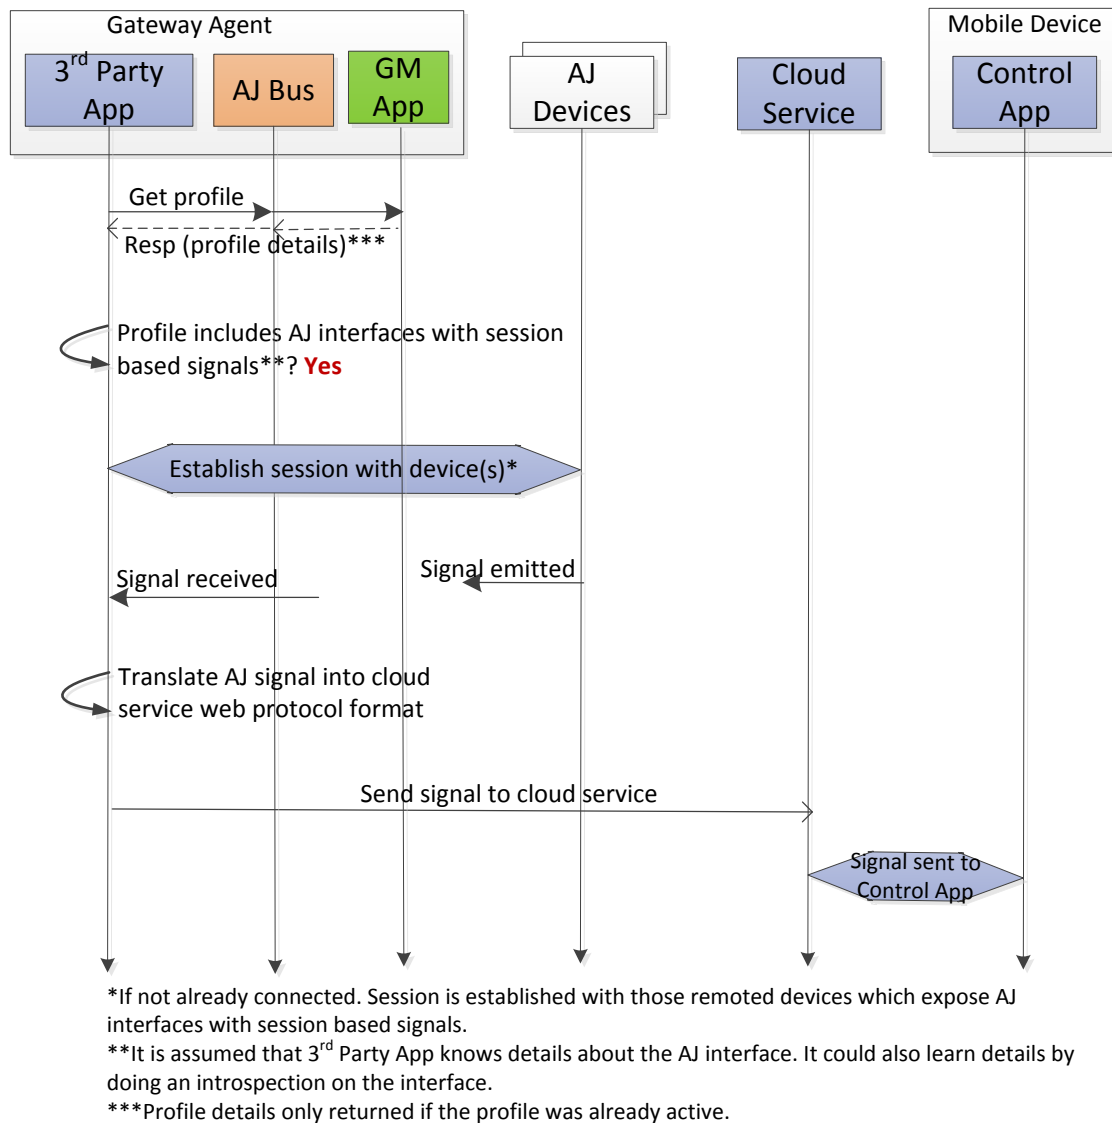 Gateway Agent
Mobile Device
3rd Party
App
AJ Bus
GM
App
AJ
Devices
Cloud
Service
Control
App
Get profile
Resp (profile details)***
Profile includes AJ interfaces with session
based signals**? Yes
Establish session with device(s)*
Signal emitted
Signal received
Translate AJ signal into cloud
service web protocol format
Send signal to cloud service
Signal sent to
Control App
*If not already connected. Session is established with those remoted devices which expose AJ
interfaces with session based signals.
**It is assumed that 3rd Party App knows details about the AJ interface. It could also learn details by
doing an introspection on the interface.
***Profile details only returned if the profile was already active.